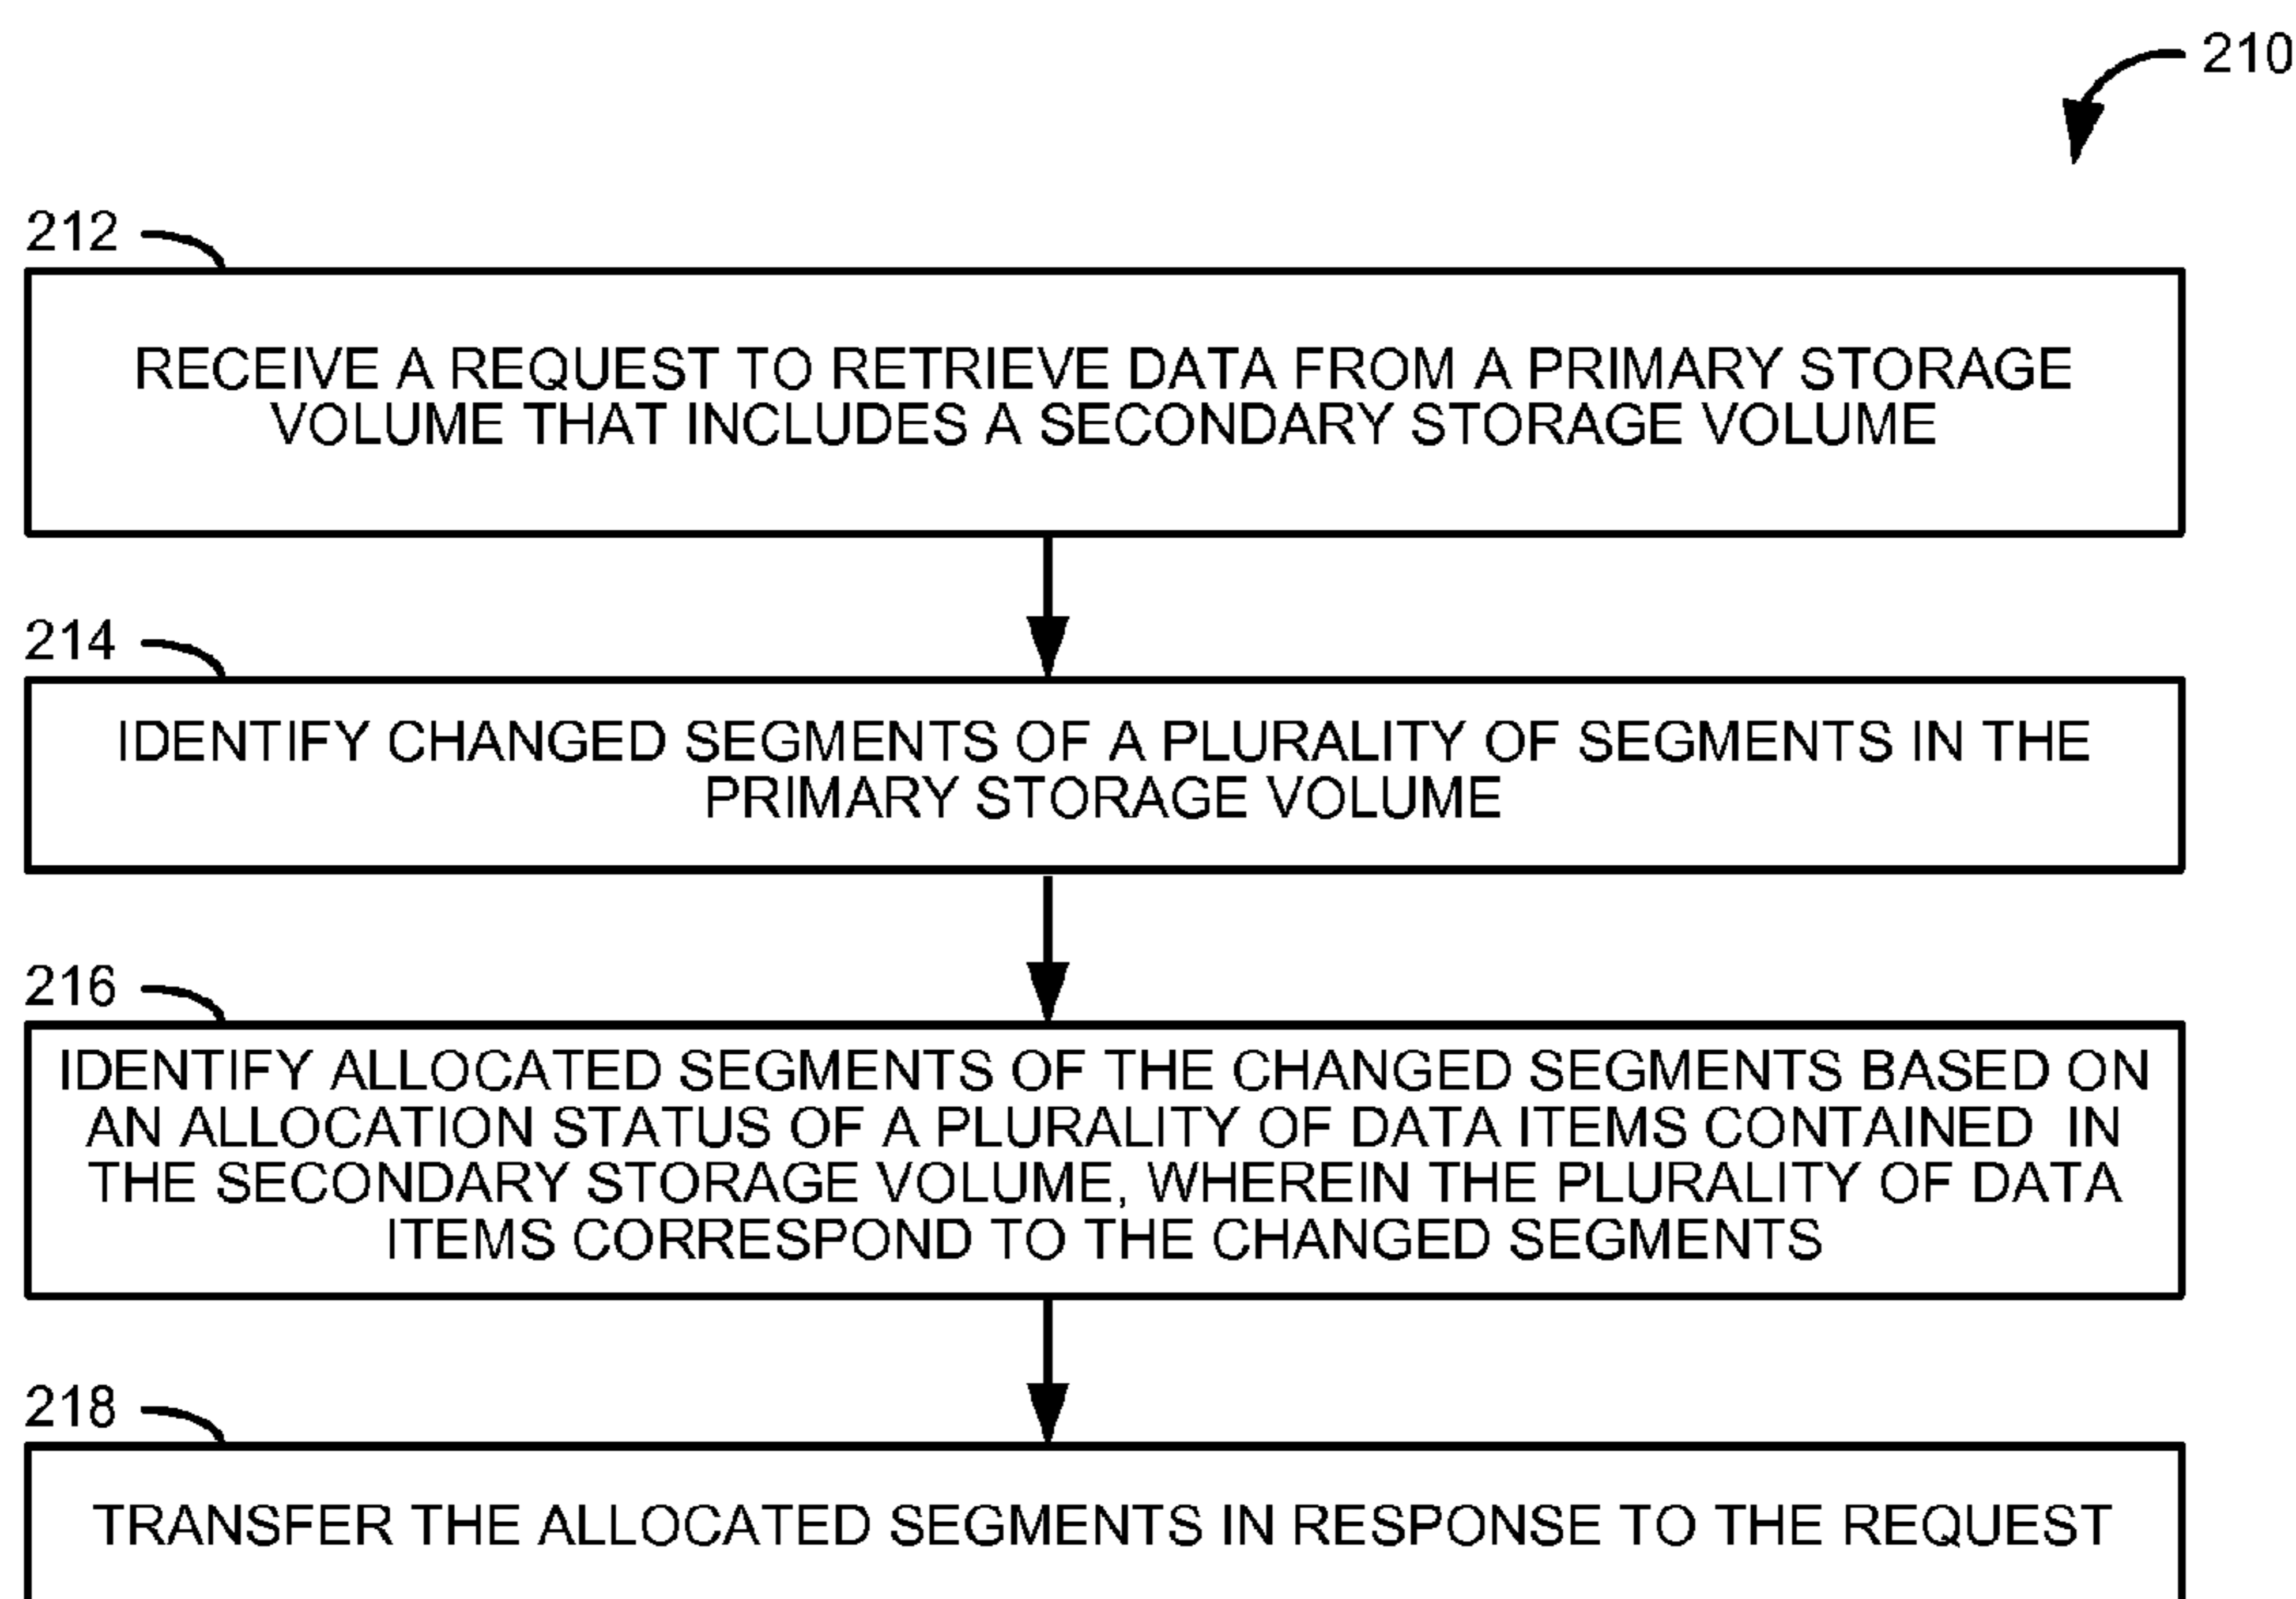 210
212
RECEIVE A REQUEST TO RETRIEVE DATA FROM A PRIMARY STORAGE
VOLUME THAT INCLUDES A SECONDARY STORAGE VOLUME
214
IDENTIFY CHANGED SEGMENTS OF A PLURALITY OF SEGMENTS IN THE
PRIMARY STORAGE VOLUME
216
IDENTIFY ALLOCATED SEGMENTS OF THE CHANGED SEGMENTS BASED ON
AN ALLOCATION STATUS OF A PLURALITY OF DATA ITEMS CONTAINED IN
THE SECONDARY STORAGE VOLUME, WHEREIN THE PLURALITY OF DATA
ITEMS CORRESPOND TO THE CHANGED SEGMENTS
218
TRANSFER THE ALLOCATED SEGMENTS IN RESPONSE TO THE REQUEST